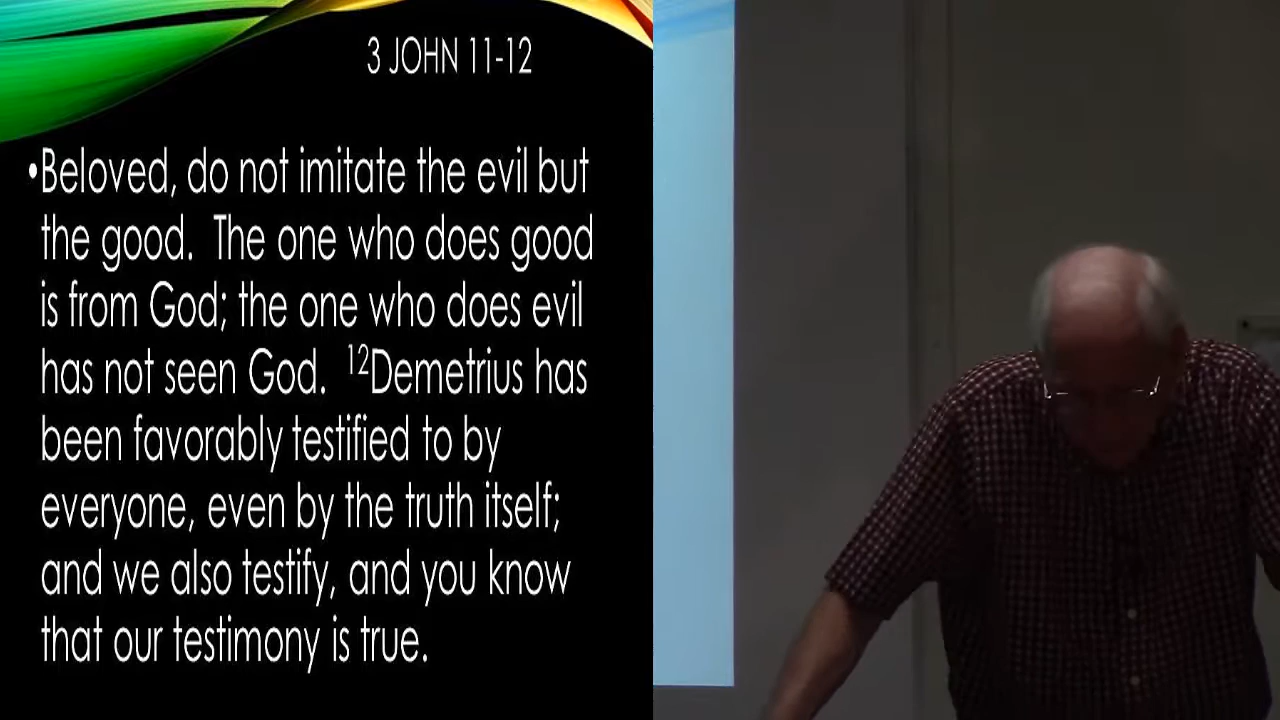 3 JOHN 11-12
•Beloved, do not imitate the evil but
the good. The one who does good
is from God; the one who does evil
has not seen God. ¹²Demetrius has
been favorably testified to by
everyone, even by the truth itself;
and we also testify, and you know
that our testimony is true.